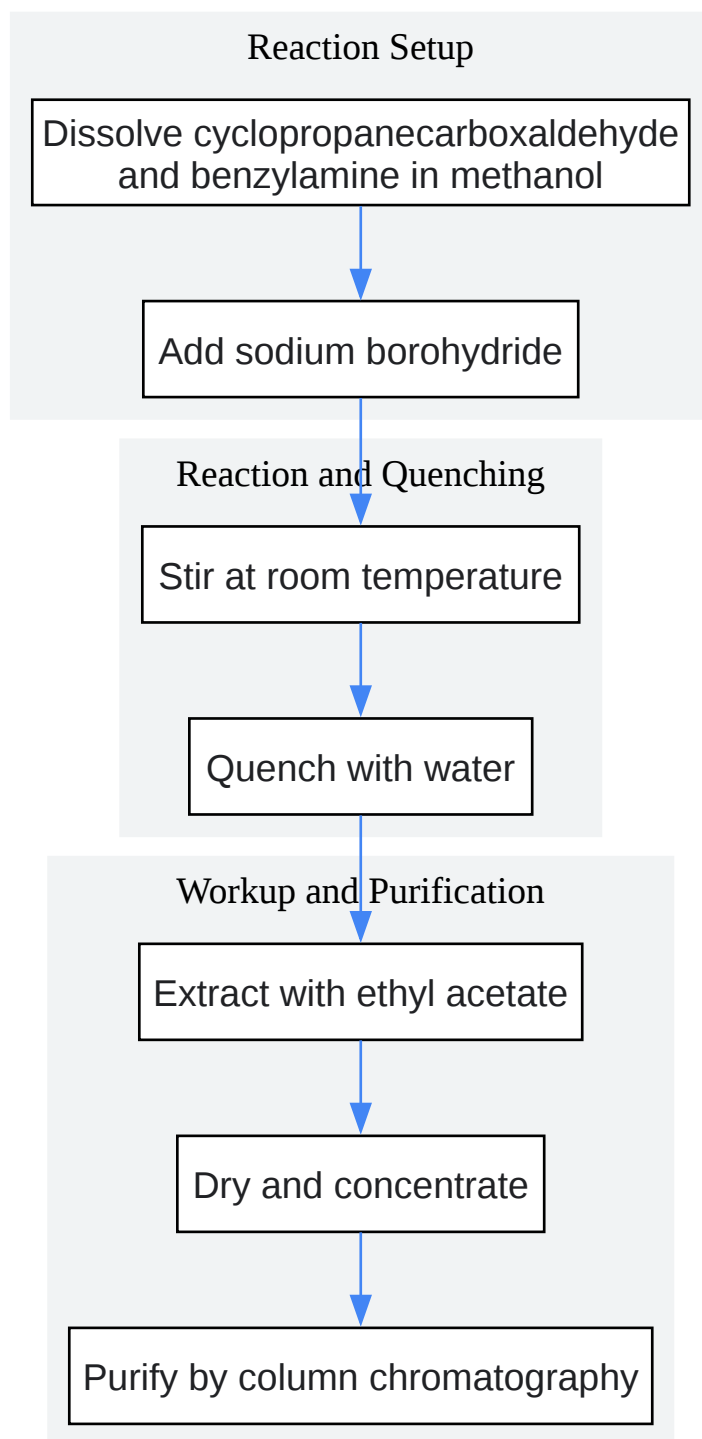 Reaction Setup
Dissolve cyclopropanecarboxaldehyde
and benzylamine in methanol
Add sodium borohydride
Reaction and Quenching
Stir at room temperature
Quench with water
Workup and Purification
Extract with ethyl acetate
Dry and concentrate
Purify by column chromatography